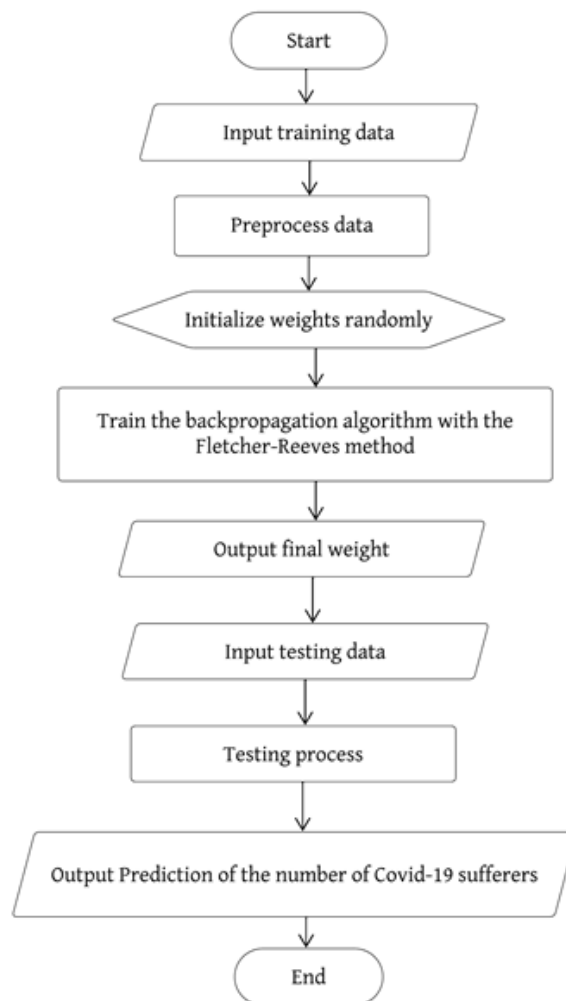 Start
Input training data
Preprocess data
Initialize weights randomly
Train the backpropagation algorithm with the
Fletcher-Reeves method
Output final weight
Input testing data
Testing process
Output Prediction of the number of Covid-19 sufferers
End